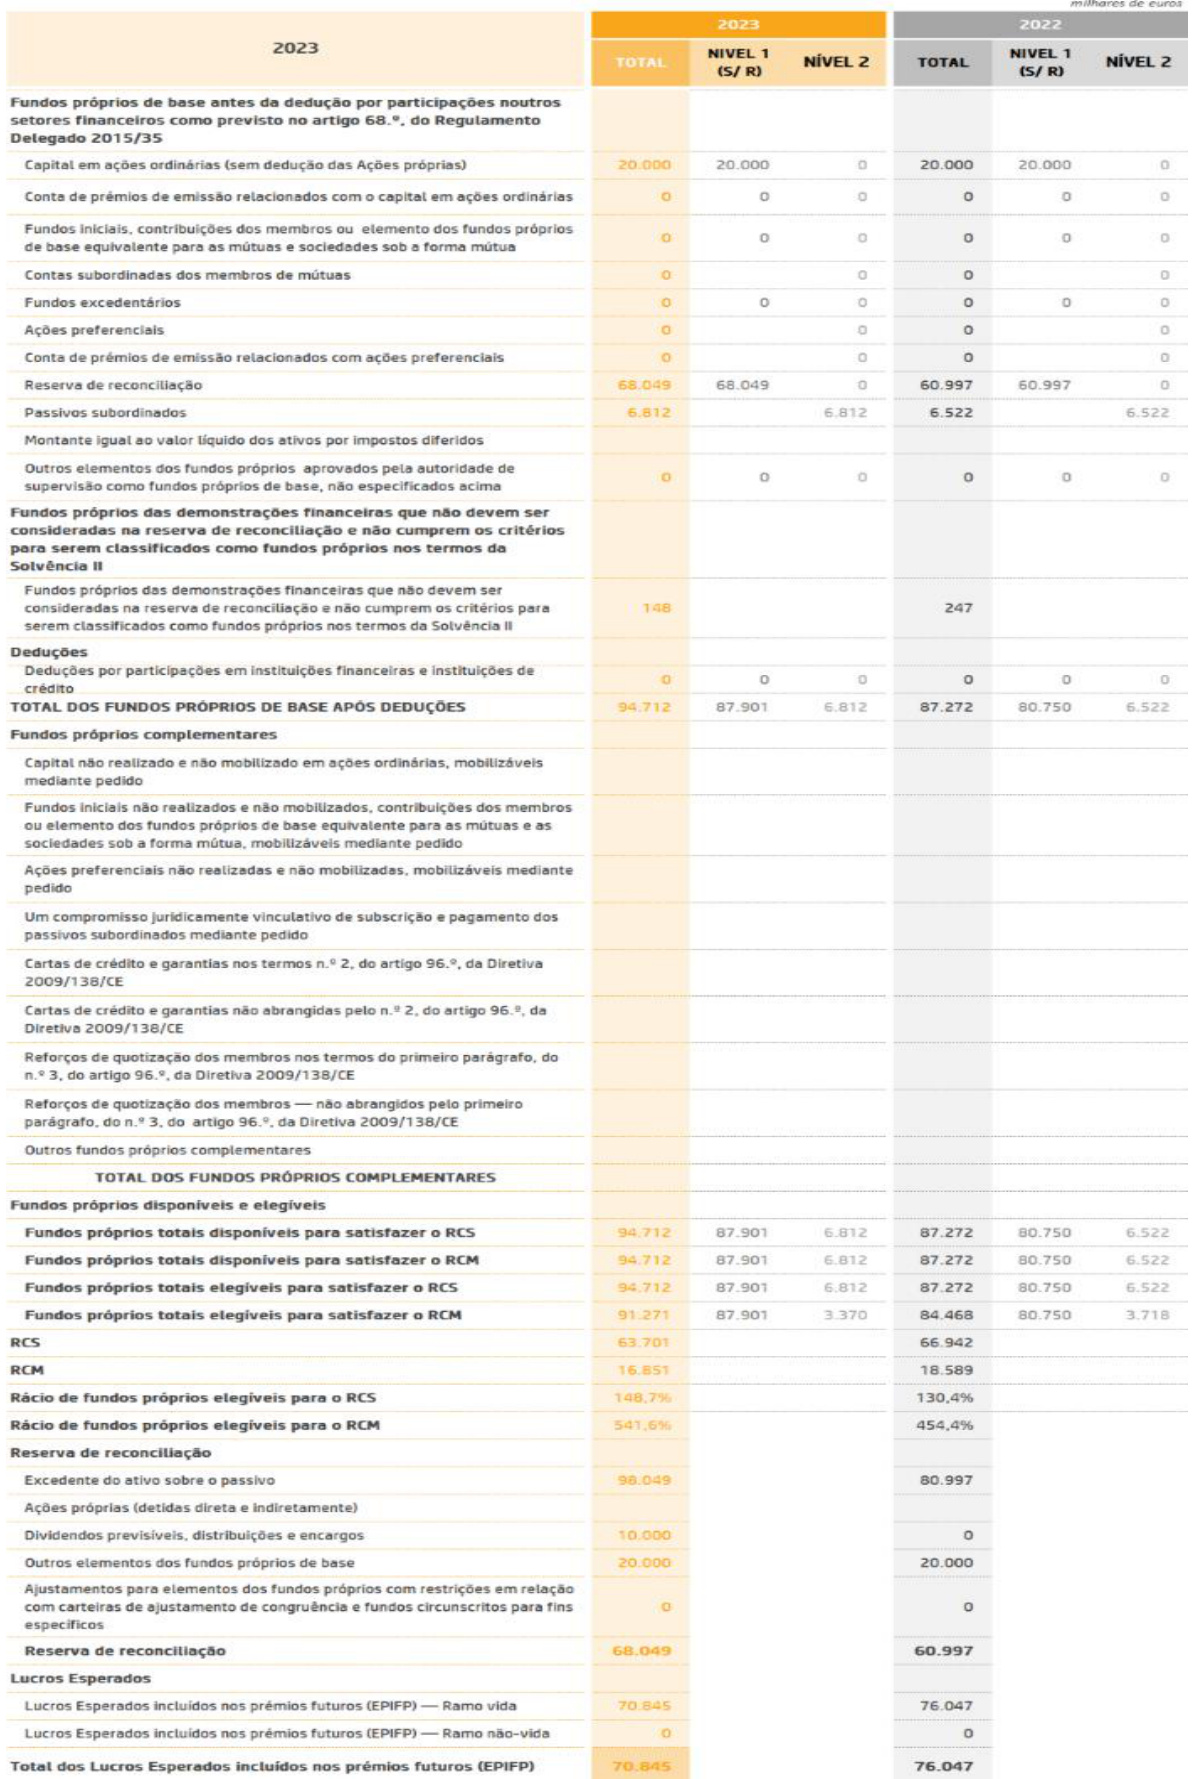 milhares de euros
2023 2023 2022
TOTAL NIVEL 1 (S/ R) NÍVEL 2 TOTAL NIVEL 1 (S/ R) NÍVEL 2
Fundos próprios de base antes da dedução por participações noutros
setores financeiros como previsto no artigo 68.º, do Regulamento
Delegado 2015/35
Capital em ações ordinárias (sem dedução das Ações próprias) 20.000 20.000 0 20.000 20.000 0
Conta de prémios de emissão relacionados com o capital em ações ordinárias 0 0 0 0 0 0
Fundos iniciais, contribuições dos membros ou elemento dos fundos próprios
de base equivalente para as mútuas e sociedades sob a forma mútua 0 0 0 0 0 0
Contas subordinadas dos membros de mútuas 0 0 0 0
Fundos excedentários 0 0 0 0 0 0
Ações preferenciais 0 0 0 0
Conta de prémios de emissão relacionados com ações preferenciais 0 0 0 0
Reserva de reconciliação 68.049 68.049 0 60.997 60.997 0
Passivos subordinados 6.812 6.812 6.522 6.522
Montante igual ao valor líquido dos ativos por impostos diferidos
Outros elementos dos fundos próprios aprovados pela autoridade de
supervisão como fundos próprios de base, não especificados acima 0 0 0 0 0 0
Fundos próprios das demonstrações financeiras que não devem ser
consideradas na reserva de reconciliação e não cumprem os critérios
para serem classificados como fundos próprios nos termos da
Solvência II
Fundos próprios das demonstrações financeiras que não devem ser
consideradas na reserva de reconciliação e não cumprem os critérios para 148 247
serem classificados como fundos próprios nos termos da Solvência II
Deduções
Deduções por participações em instituições financeiras e instituições de
crédito 0 0 0 0 0 0
TOTAL DOS FUNDOS PRÓPRIOS DE BASE APÓS DEDUÇÕES 94.712 87.901 6.812 87.272 80.750 6.522
Fundos próprios complementares
Capital não realizado e não mobilizado em ações ordinárias, mobilizáveis
mediante pedido
Fundos iniciais não realizados e não mobilizados, contribuições dos membros
ou elemento dos fundos próprios de base equivalente para as mútuas e as
sociedades sob a forma mútua, mobilizáveis mediante pedido
Ações preferenciais não realizadas e não mobilizadas, mobilizáveis mediante
pedido
Um compromisso juridicamente vinculativo de subscrição e pagamento dos
passivos subordinados mediante pedido
Cartas de crédito e garantias nos termos n.º 2, do artigo 96.º, da Diretiva
2009/138/CE
Cartas de crédito e garantias não abrangidas pelo n.º 2, do artigo 96.º, da
Diretiva 2009/138/CE
Reforços de quotização dos membros nos termos do primeiro parágrafo, do
n.º 3, do artigo 96.º, da Diretiva 2009/138/CE
Reforços de quotização dos membros — não abrangidos pelo primeiro
parágrafo, do n.º 3, do artigo 96.º, da Diretiva 2009/138/CE
Outros fundos próprios complementares
TOTAL DOS FUNDOS PRÓPRIOS COMPLEMENTARES
Fundos próprios disponíveis e elegíveis
Fundos próprios totais disponíveis para satisfazer o RCS 94.712 87.901 6.812 87.272 80.750 6.522
Fundos próprios totais disponíveis para satisfazer o RCM 94.712 87.901 6.812 87.272 80.750 6.522
Fundos próprios totais elegíveis para satisfazer o RCS 94.712 87.901 6.812 87.272 80.750 6.522
Fundos próprios totais elegíveis para satisfazer o RCM 91.271 87.901 3.370 84.468 80.750 3.718
RCS 63.701 66.942
RCM 16.851 18.589
Rácio de fundos próprios elegíveis para o RCS 148,7% 130,4%
Rácio de fundos próprios elegíveis para o RCM 541,6% 454,4%
Reserva de reconciliação
Excedente do ativo sobre o passivo 98.049 80.997
Ações próprias (detidas direta e indiretamente)
Dividendos previsíveis, distribuições e encargos 10.000 0
Outros elementos dos fundos próprios de base 20.000 20.000
Ajustamentos para elementos dos fundos próprios com restrições em relação
com carteiras de ajustamento de congruência e fundos circunscritos para fins 0 0
específicos
Reserva de reconciliação 68.049 60.997
Lucros Esperados
Lucros Esperados incluídos nos prémios futuros (EPIFP) — Ramo vida 70.845 76.047
Lucros Esperados incluídos nos prémios futuros (EPIFP) — Ramo não-vida 0 0
Total dos Lucros Esperados incluídos nos prémios futuros (EPIFP) 70.845 76.047